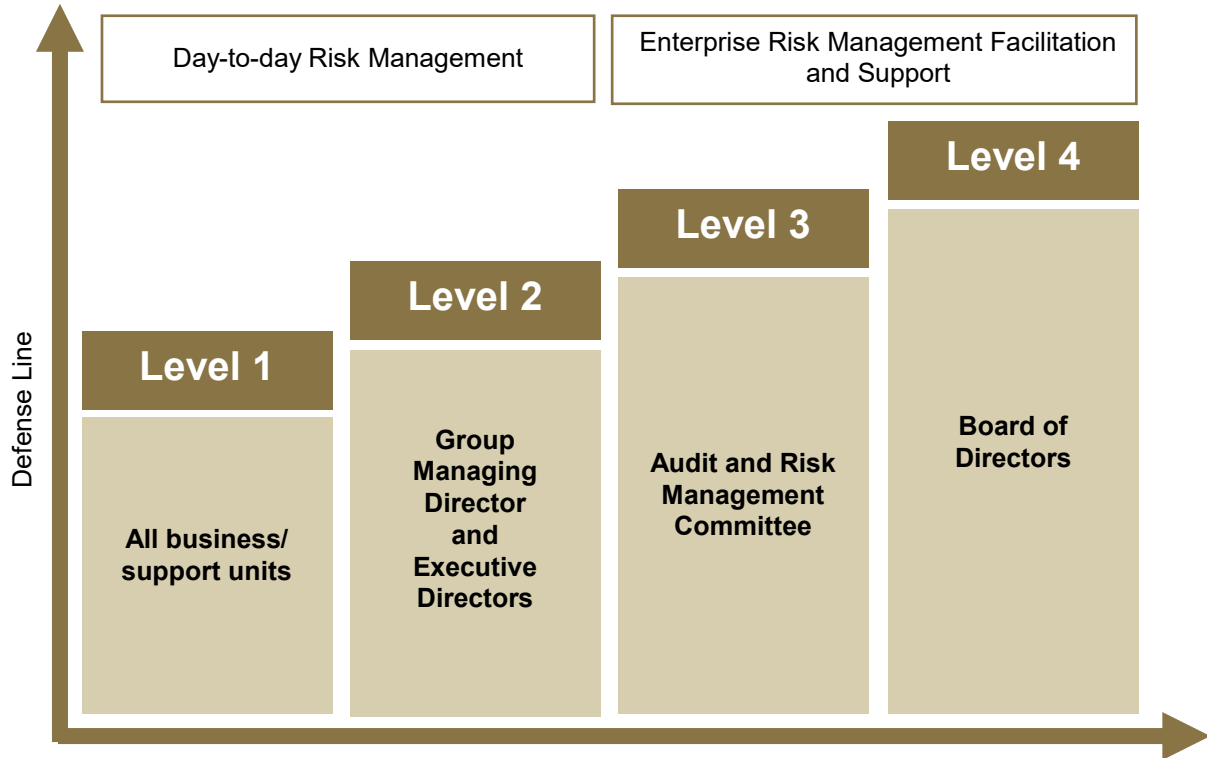 Day-to-day Risk Management
Enterprise Risk Management Facilitation
and Support
Level 4
Level 3
Level 2
Level 1
Defense Line
All business/
support units
Group
Managing
Director
and
Executive
Directors
Audit and Risk
Management
Committee
Board of
Directors